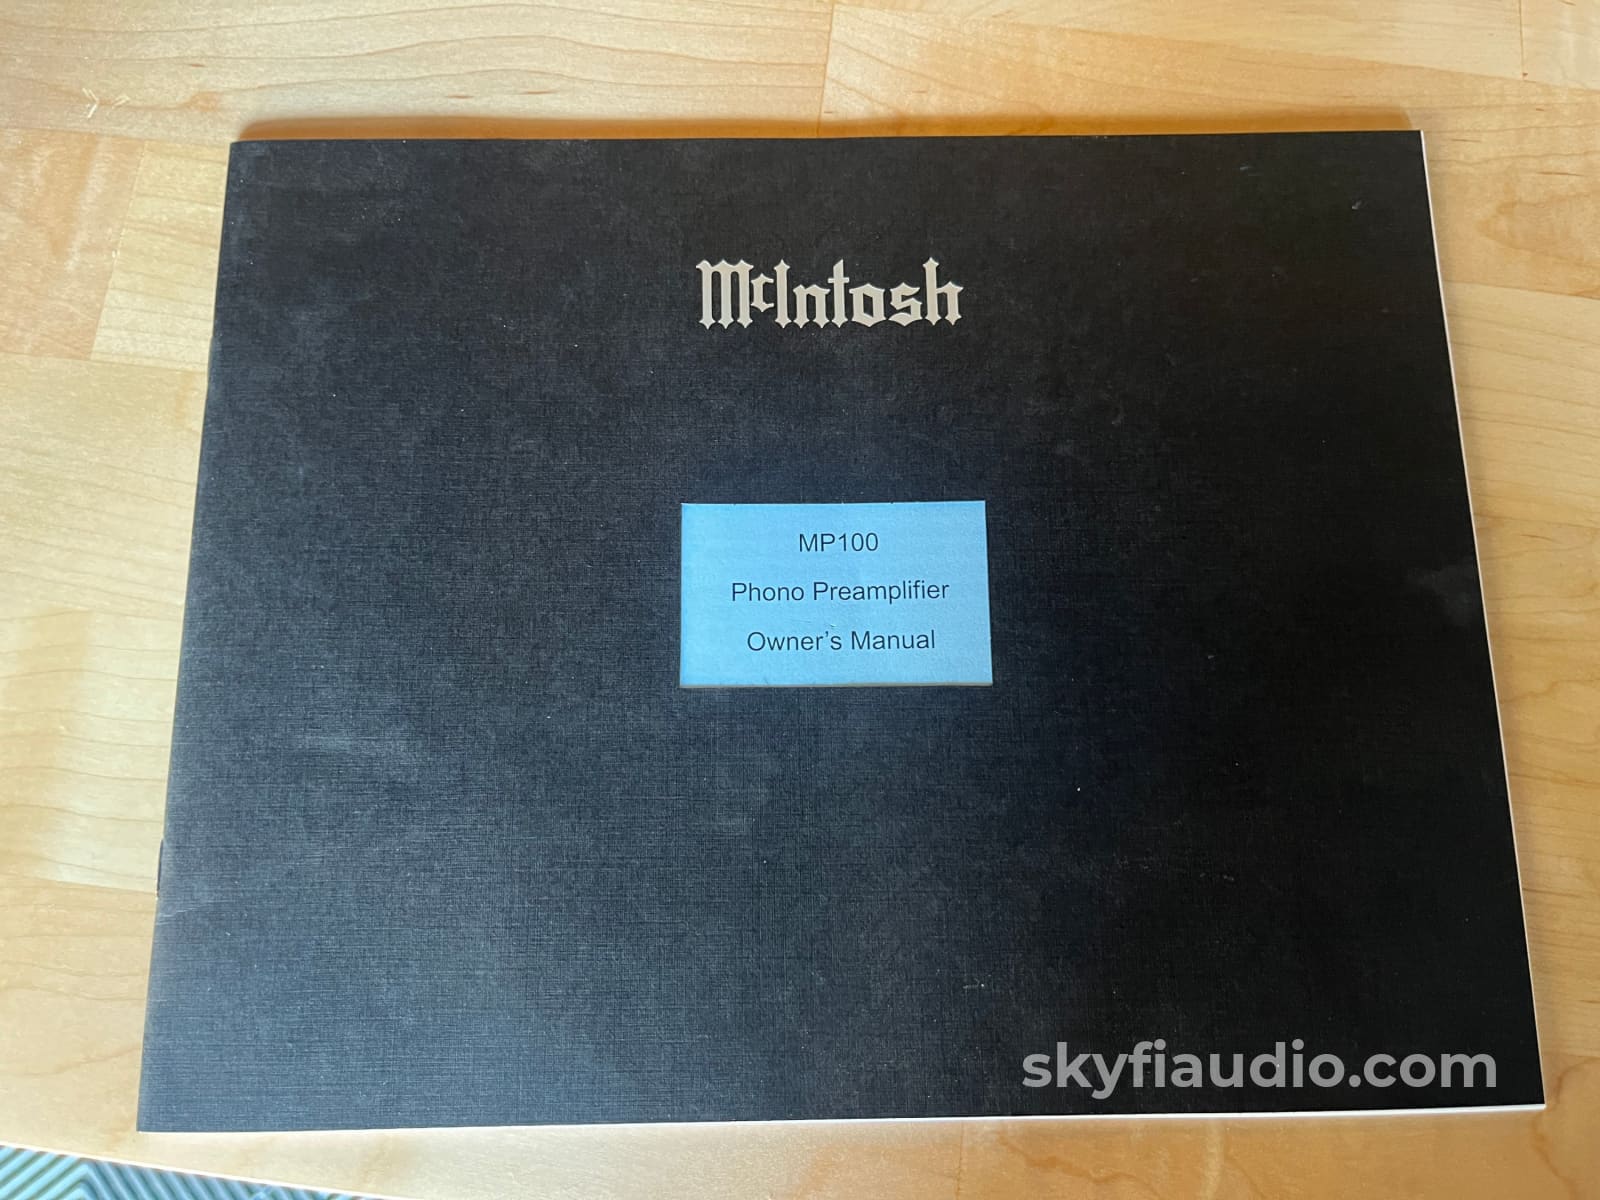 McIntosh
MP100
Phono Preamplifier
Owner’s Manual
skyfiaudio.com